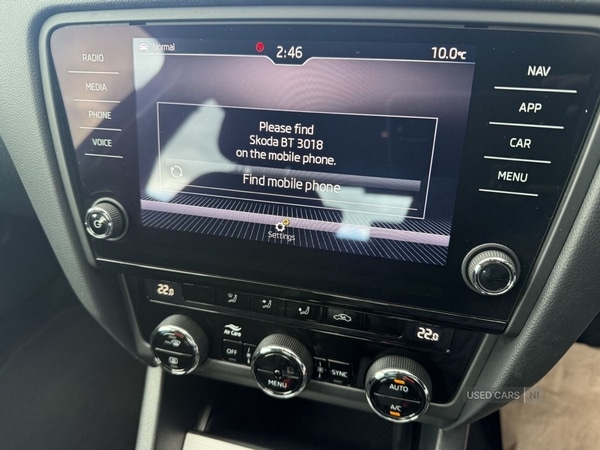 RADIO
MEDIA
PHONE
VOICE
Normal
2:46
10.0°C
Please find
Skoda BT 3018
on the mobile phone.
Find mobile phone
Settings
NAV
APP
CAR
MENU
22.0
22.0
Air Care
OFF
MENU
SYNC
AUTO
A/C
USED CARS NI